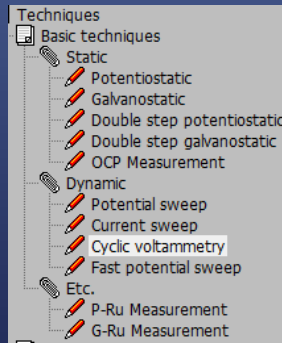 Techniques
Basic techniques
Static
Potentiostatic
Galvanostatic
Double step potentiostatic
Double step galvanostatic
OCP Measurement
Dynamic
Potential sweep
Current sweep
Cyclic voltammetry
Fast potential sweep
Etc.
P-Ru Measurement
G-Ru Measurement